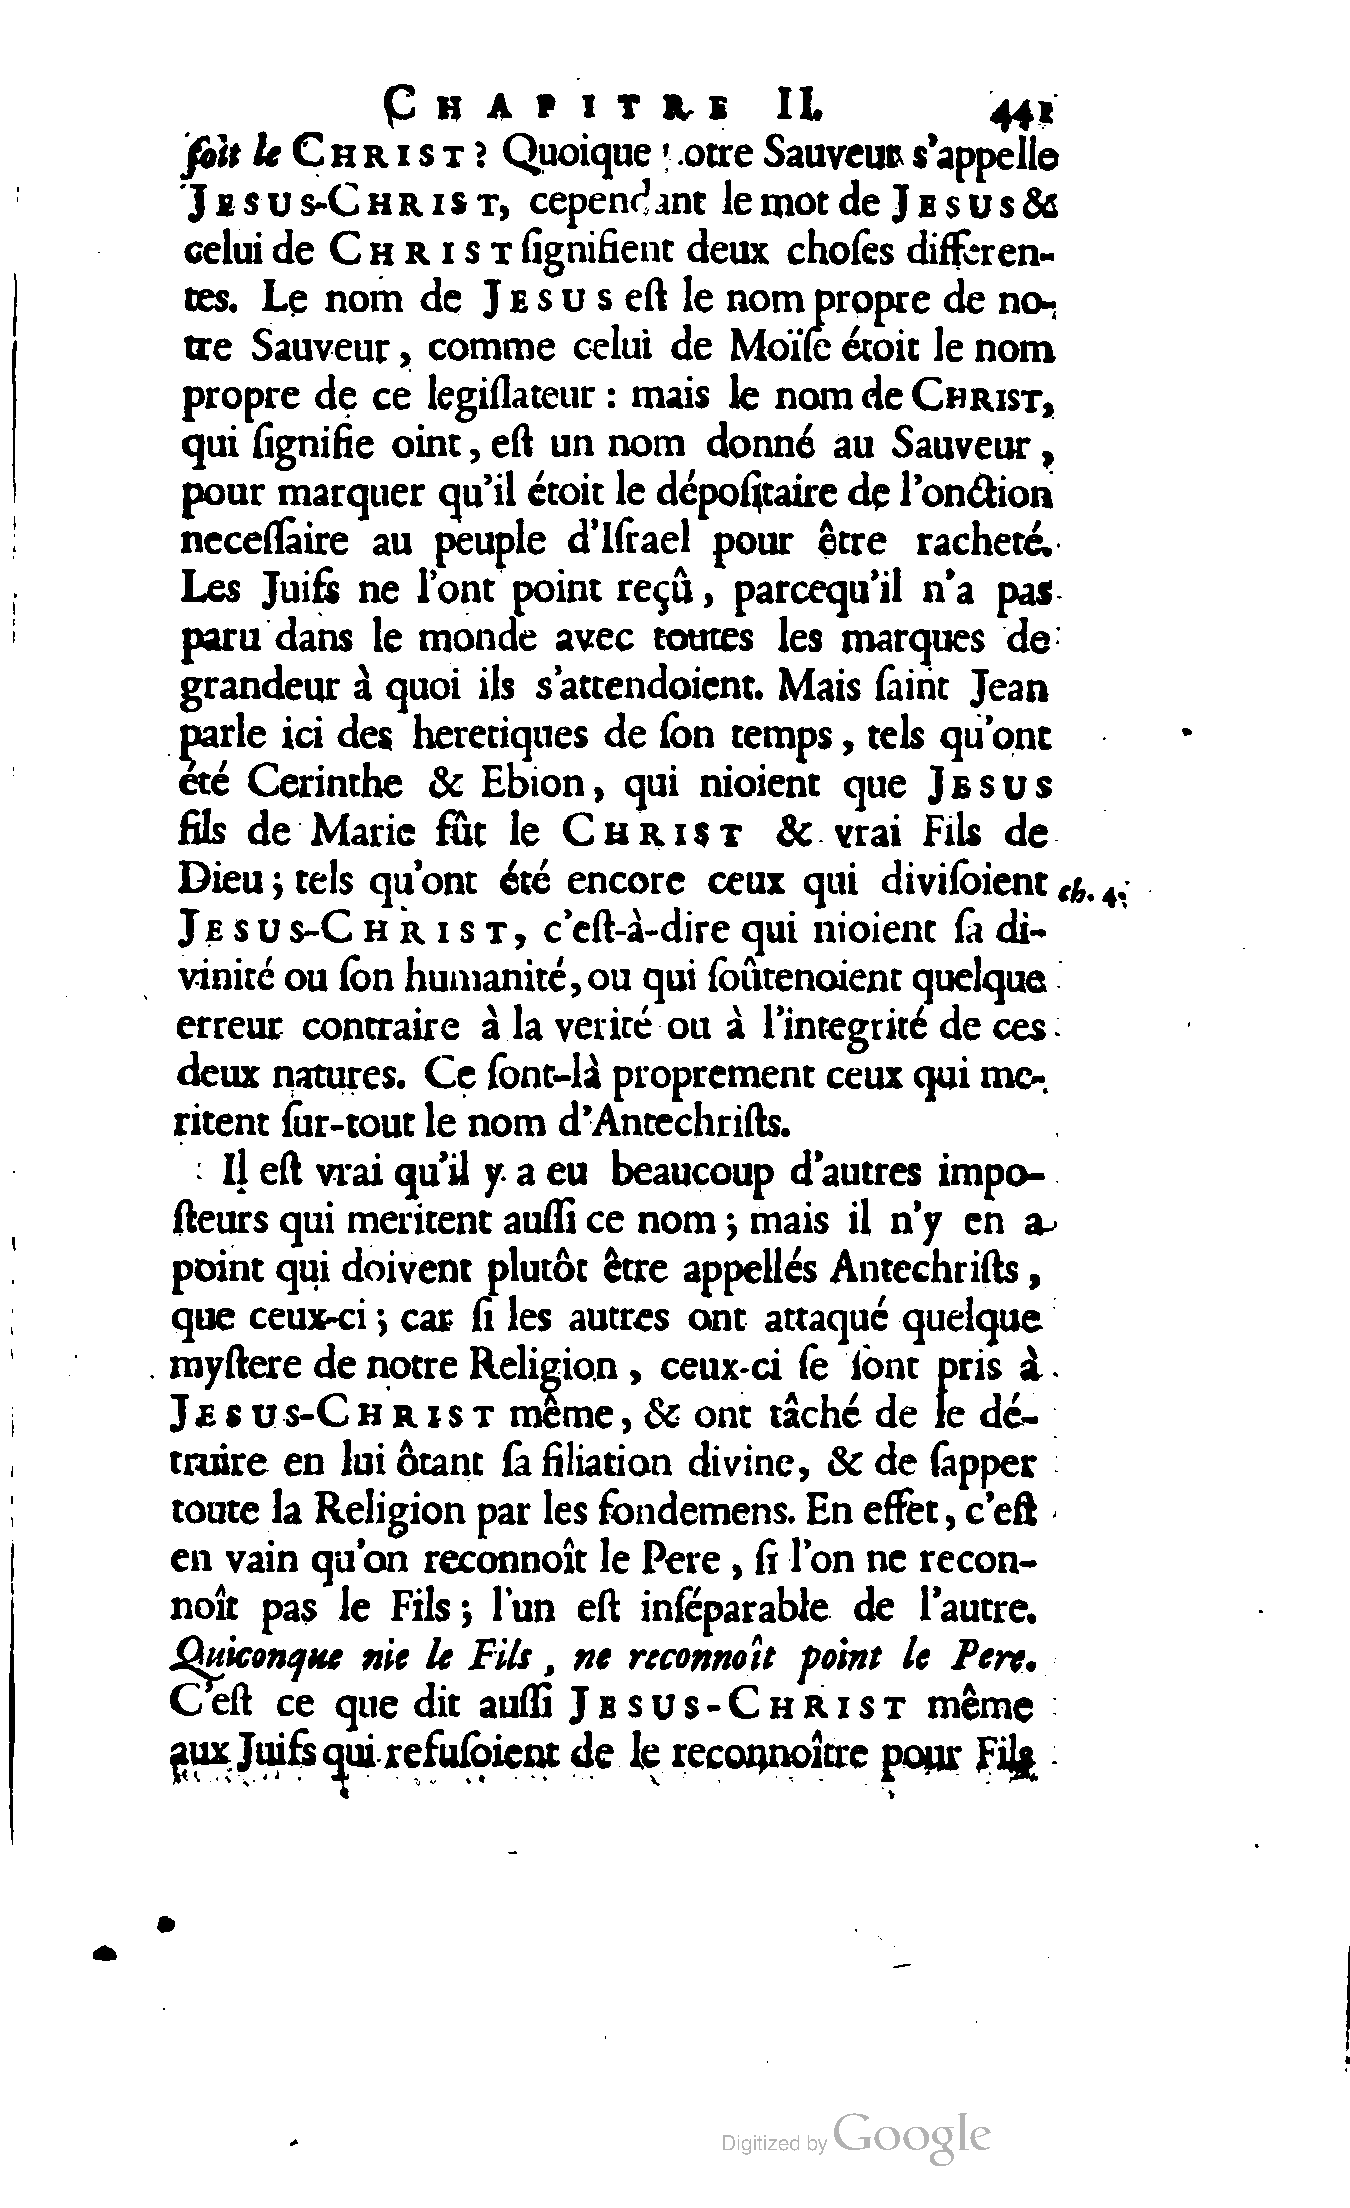 CHAPITRE II. 441
ſoit le CHRIST? Quoique notre Sauveur s'appelle
JESUS-CHRIST, cependant le mot de JESUS &
celui de CHRIST ſignifient deux choſes differen-
tes. Le nom de JESUS eſt le nom propre de no-
tre Sauveur, comme celui de Moïſe étoit le nom
propre de ce legiſlateur : mais le nom de CHRIST,
qui ſignifie oint, eſt un nom donné au Sauveur,
pour marquer qu'il étoit le dépoſitaire de l'onction
neceſſaire au peuple d'Iſrael pour être racheté.
Les Juifs ne l'ont point reçû, parcequ'il n'a pas
paru dans le monde avec toutes les marques de
grandeur à quoi ils s'attendoient. Mais ſaint Jean
parle ici des heretiques de ſon temps, tels qu'ont
été Cerinthe & Ebion, qui nioient que JESUS
fils de Marie fût le CHRIST & vrai Fils de
Dieu ; tels qu'ont été encore ceux qui diviſoient ch. 4.
JESUS-CHRIST, c'eſt-à-dire qui nioient ſa di-
vinité ou ſon humanité, ou qui ſoûtenoient quelque
erreur contraire à la verité ou à l'integrité de ces
deux natures. Ce ſont-là proprement ceux qui me-
ritent ſur-tout le nom d'Antechriſts.
Il eſt vrai qu'il y a eu beaucoup d'autres impo-
ſteurs qui meritent auſſi ce nom ; mais il n'y en a
point qui doivent plutôt être appellés Antechriſts,
que ceux-ci ; car ſi les autres ont attaqué quelque
myſtere de notre Religion, ceux-ci ſe ſont pris à
JESUS-CHRIST même, & ont tâché de le dé-
truire en lui ôtant ſa filiation divine, & de ſapper
toute la Religion par les fondemens. En effet, c'eſt
en vain qu'on reconnoît le Pere, ſi l'on ne recon-
noît pas le Fils ; l'un eſt inſéparable de l'autre.
Quiconque nie le Fils, ne reconnoît point le Pere.
C'eſt ce que dit auſſi JESUS-CHRIST même
aux Juifs qui refuſoient de le reconnoître pour Fils
Digitized by Google